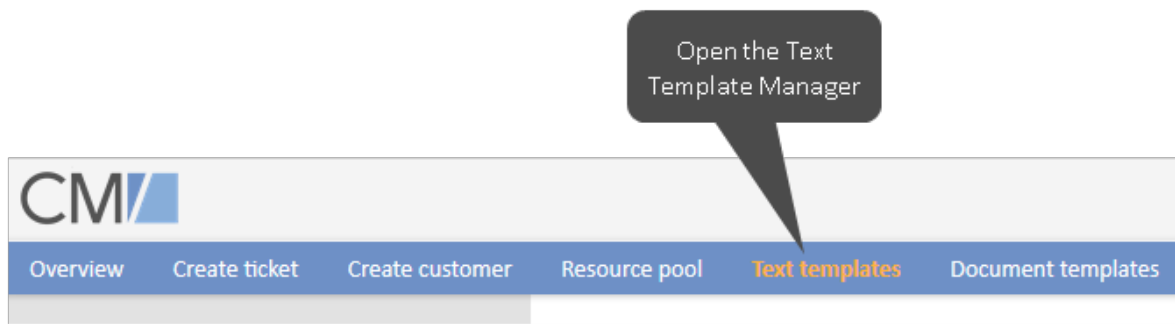 Open the Text
Template Manager
CM/
Overview Create ticket Create customer Resource pool Text templates Document templates